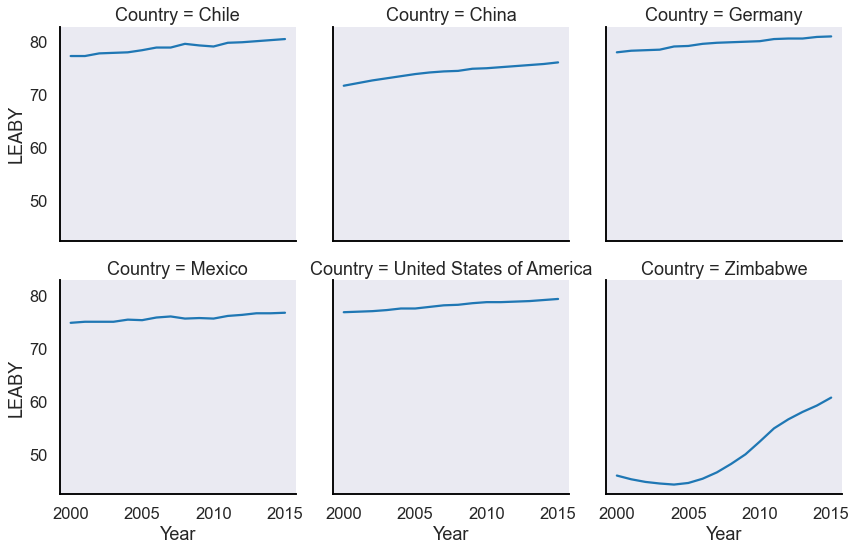 Country = Chile
Country = China
Country = Germany
80
70
60
50
LEABY
Country = Mexico
Country = United States of America
Country = Zimbabwe
80
70
60
50
LEABY
2000 2005 2010 2015
2000 2005 2010 2015
2000 2005 2010 2015
Year
Year
Year